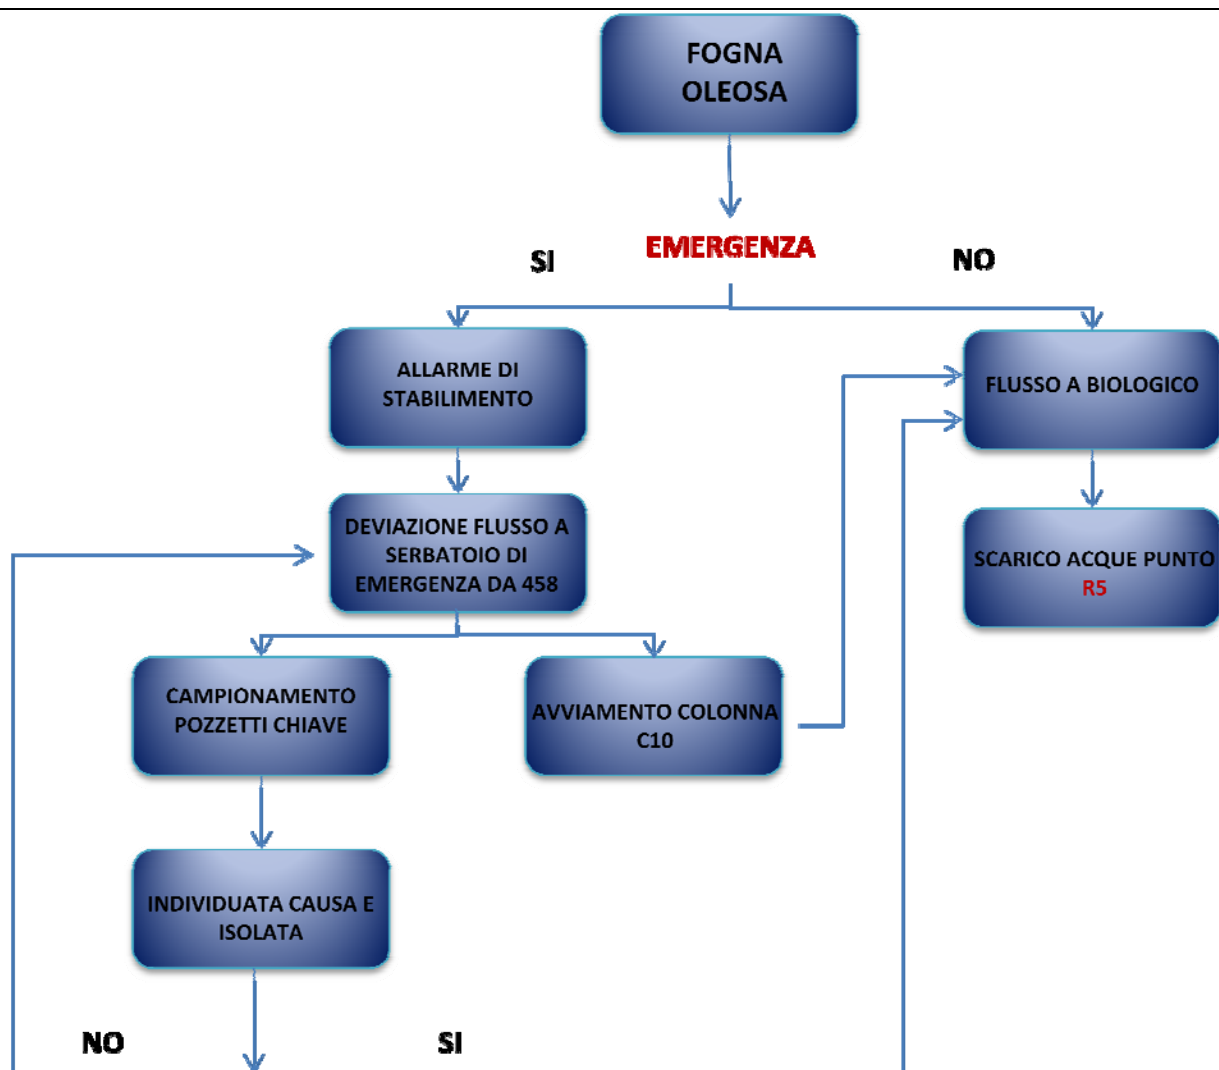 FOGNA
OLEOSA
EMERGENZA
SI
NO
ALLARME DI
STABILIMENTO
FLUSSO A BIOLOGICO
DEVIAZIONE FLUSSO A
SERBATOIO DI
EMERGENZA DA 458
SCARICO ACQUE PUNTO
R5
CAMPIONAMENTO
POZZETTI CHIAVE
AVVIAMENTO COLONNA
C10
INDIVIDUATA CAUSA E
ISOLATA
NO
SI